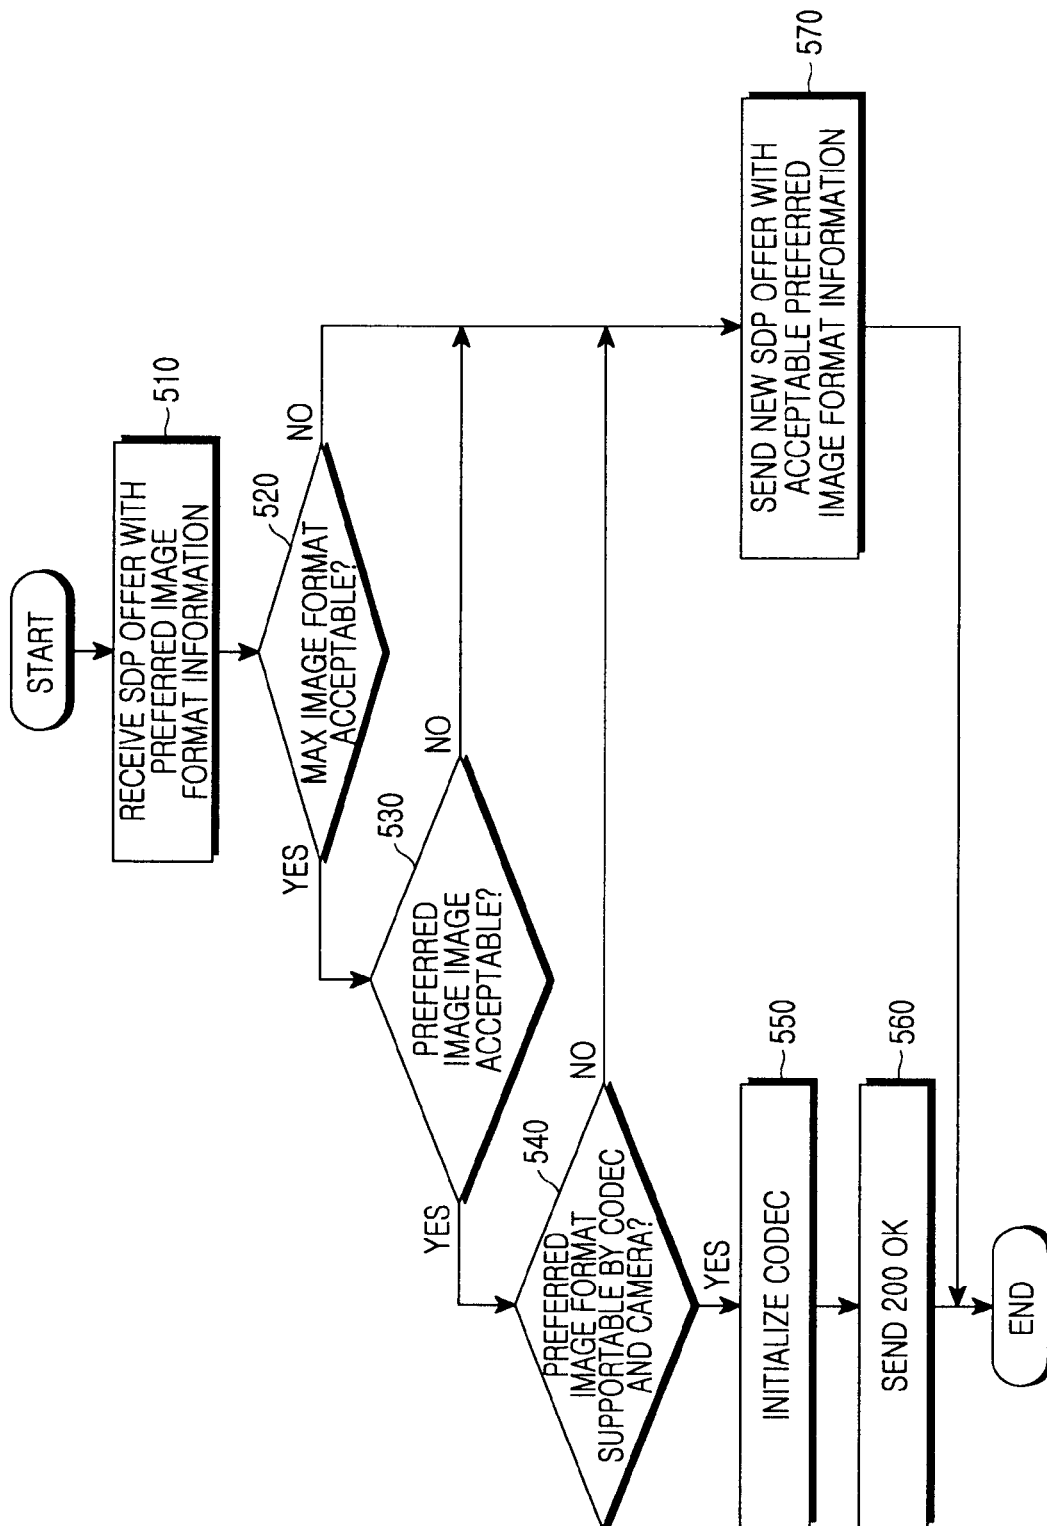 START
RECEIVE SDP OFFER WITH
PREFERRED IMAGE
FORMAT INFORMATION
510
MAX IMAGE FORMAT
ACCEPTABLE?
520
YES
NO
PREFERRED
IMAGE IMAGE
ACCEPTABLE?
530
YES
NO
PREFERRED
IMAGE FORMAT
SUPPORTABLE BY CODEC
AND CAMERA?
540
YES
NO
INITIALIZE CODEC
550
SEND 200 OK
560
SEND NEW SDP OFFER WITH
ACCEPTABLE PREFERRED
IMAGE FORMAT INFORMATION
570
END